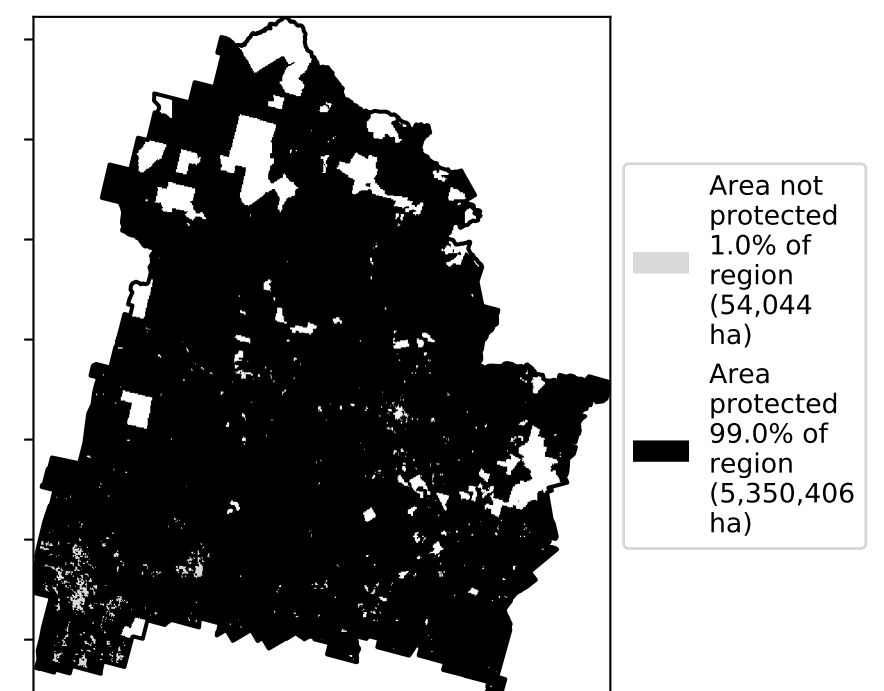 Area not
protected
1.0% of
region
(54,044
ha)
Area
protected
99.0% of
region
(5,350,406
ha)